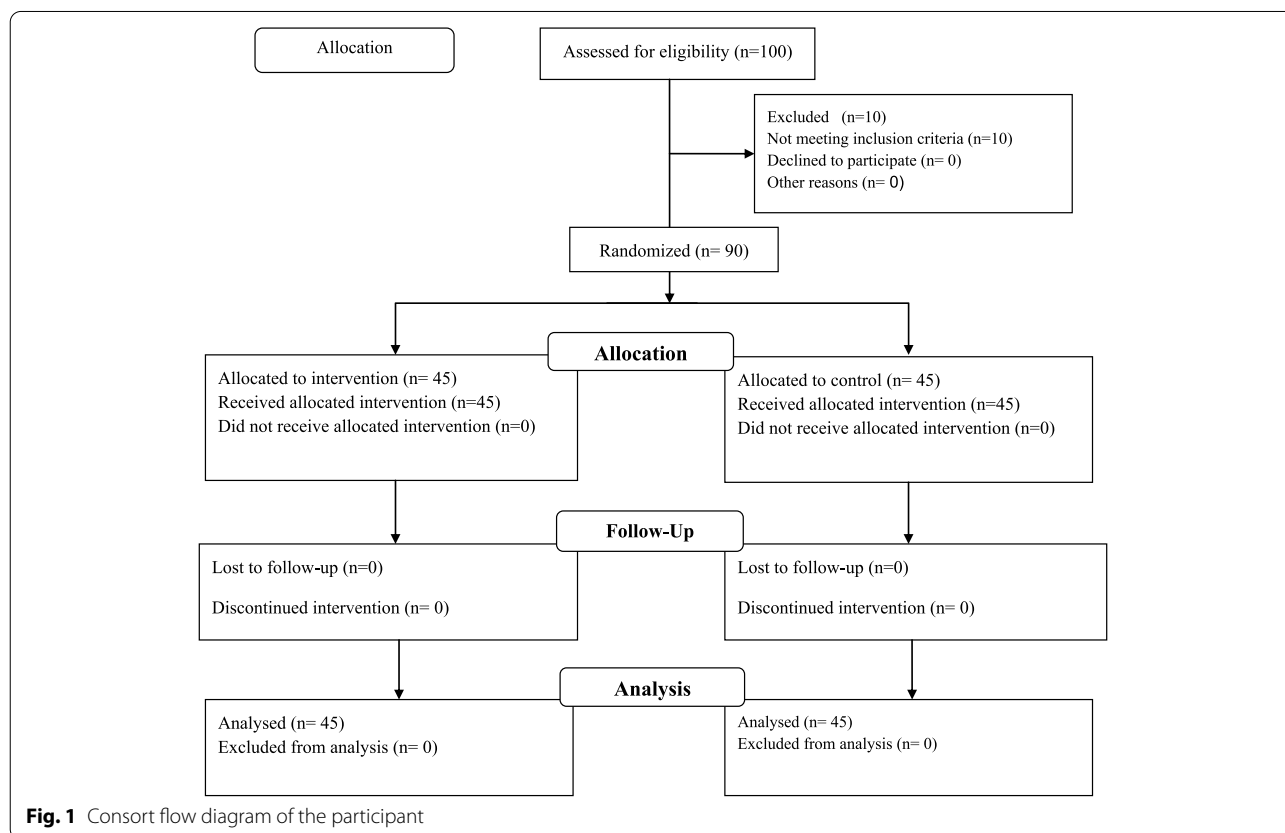 Allocation
Assessed for eligibility (n=100)
Excluded (n=10)
Not meeting inclusion criteria (n=10)
Declined to participate (n= 0)
Other reasons (n= 0)
Randomized (n= 90)
Allocation
Allocated to intervention (n= 45)
Received allocated intervention (n=45)
Did not receive allocated intervention (n=0)
Allocated to control (n= 45)
Received allocated intervention (n=45)
Did not receive allocated intervention (n=0)
Follow-Up
Lost to follow-up (n=0)
Discontinued intervention (n= 0)
Lost to follow-up (n=0)
Discontinued intervention (n= 0)
Analysis
Analysed (n= 45)
Excluded from analysis (n= 0)
Analysed (n= 45)
Excluded from analysis (n= 0)
Fig. 1 Consort flow diagram of the participant